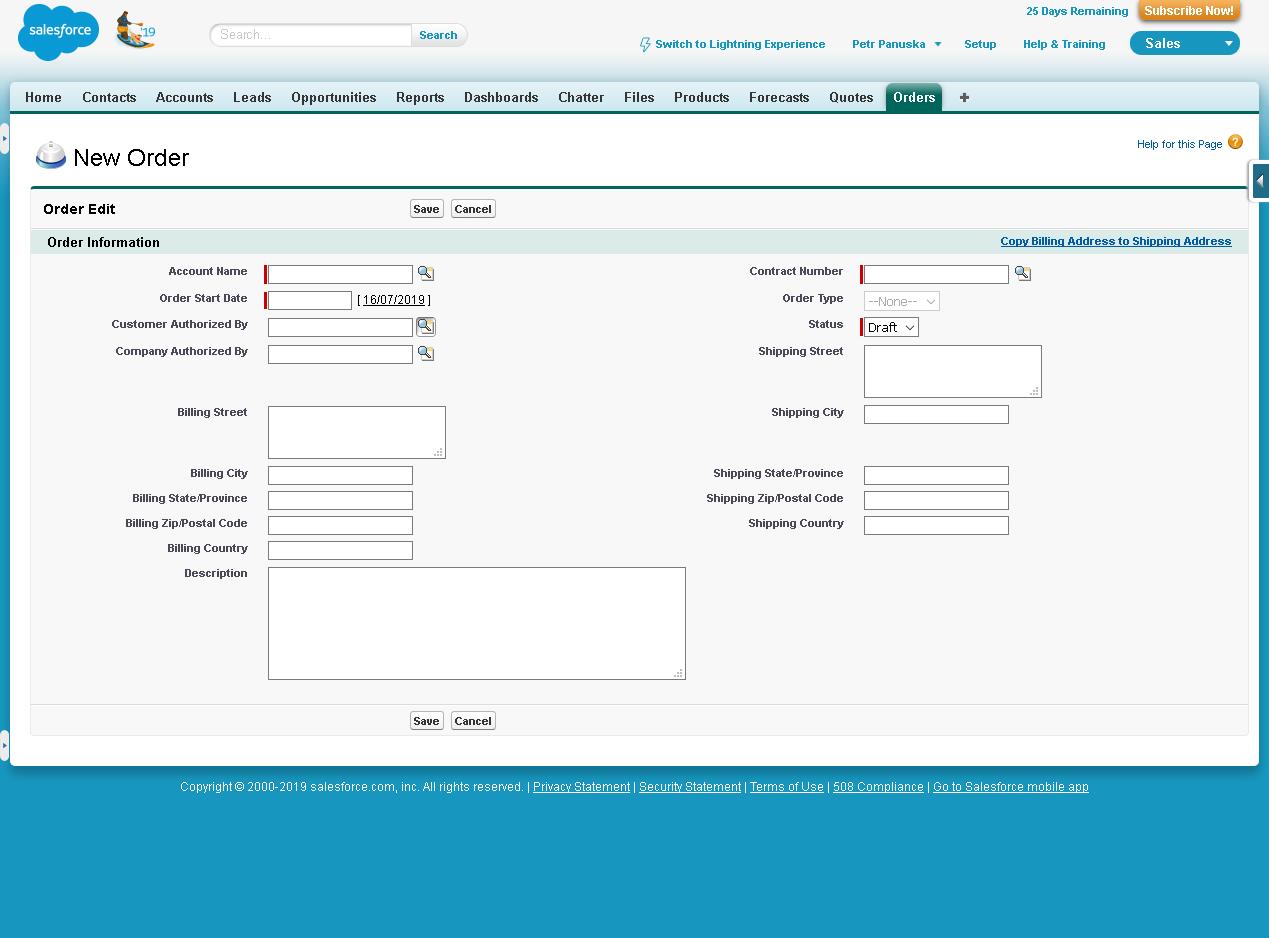 25 Days Remaining Subscribe Now!
salesforce '19 Search... Search Switch to Lightning Experience Petr Panuska Setup Help & Training Sales
Home Contacts Accounts Leads Opportunities Reports Dashboards Chatter Files Products Forecasts Quotes Orders +
New Order Help for this Page ?
Order Edit Save Cancel
Order Information Copy Billing Address to Shipping Address
Account Name Contract Number
Order Start Date [ 16/07/2019 ] Order Type --None--
Customer Authorized By Status Draft
Company Authorized By Shipping Street
Billing Street Shipping City
Billing City Shipping State/Province
Billing State/Province Shipping Zip/Postal Code
Billing Zip/Postal Code Shipping Country
Billing Country
Description
Save Cancel
Copyright © 2000-2019 salesforce.com, inc. All rights reserved. | Privacy Statement | Security Statement | Terms of Use | 508 Compliance | Go to Salesforce mobile app